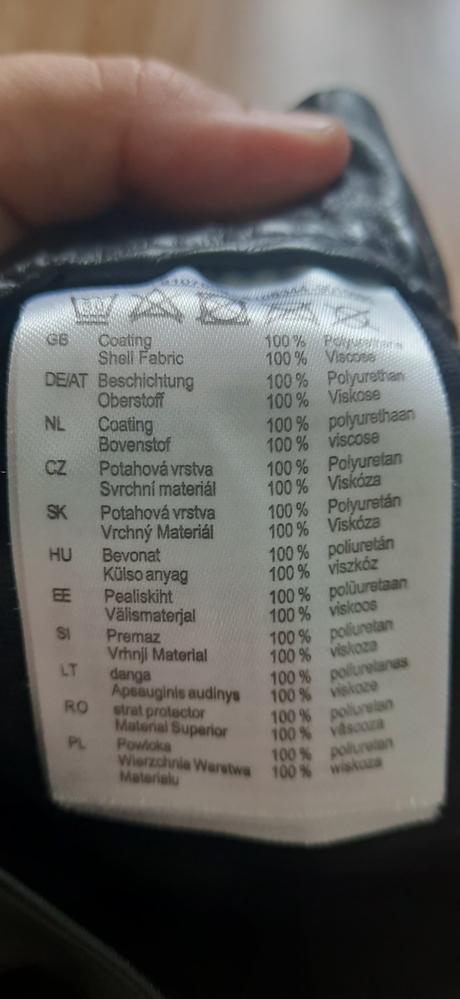 GB Coating 100 % Polyurethane
Shell Fabric 100 % Viscose
DE/AT Beschichtung 100 % Polyurethan
Oberstoff 100 % Viskose
NL Coating 100 % polyurethaan
Bovenstof 100 % viscose
CZ Potahová vrstva 100 % Polyuretan
Svrchní materiál 100 % Viskóza
SK Potahová vrstva 100 % Polyuretán
Vrchný Materiál 100 % Viskóza
HU Bevonat 100 % poliuretán
Külso anyag 100 % viszkóz
EE Pealiskiht 100 % polüuretaan
Välismaterjal 100 % viskoos
SI Premaz 100 % poliuretan
Vrhnji Material 100 % viskoza
LT danga 100 % poliuretanas
Apsauginis audinys 100 % viskoze
RO strat protector 100 % poliuretan
Material Superior 100 % vâscoza
PL Powloka 100 % poliuretan
Wierzchnia Warstwa 100 % wiskoza
Materialu